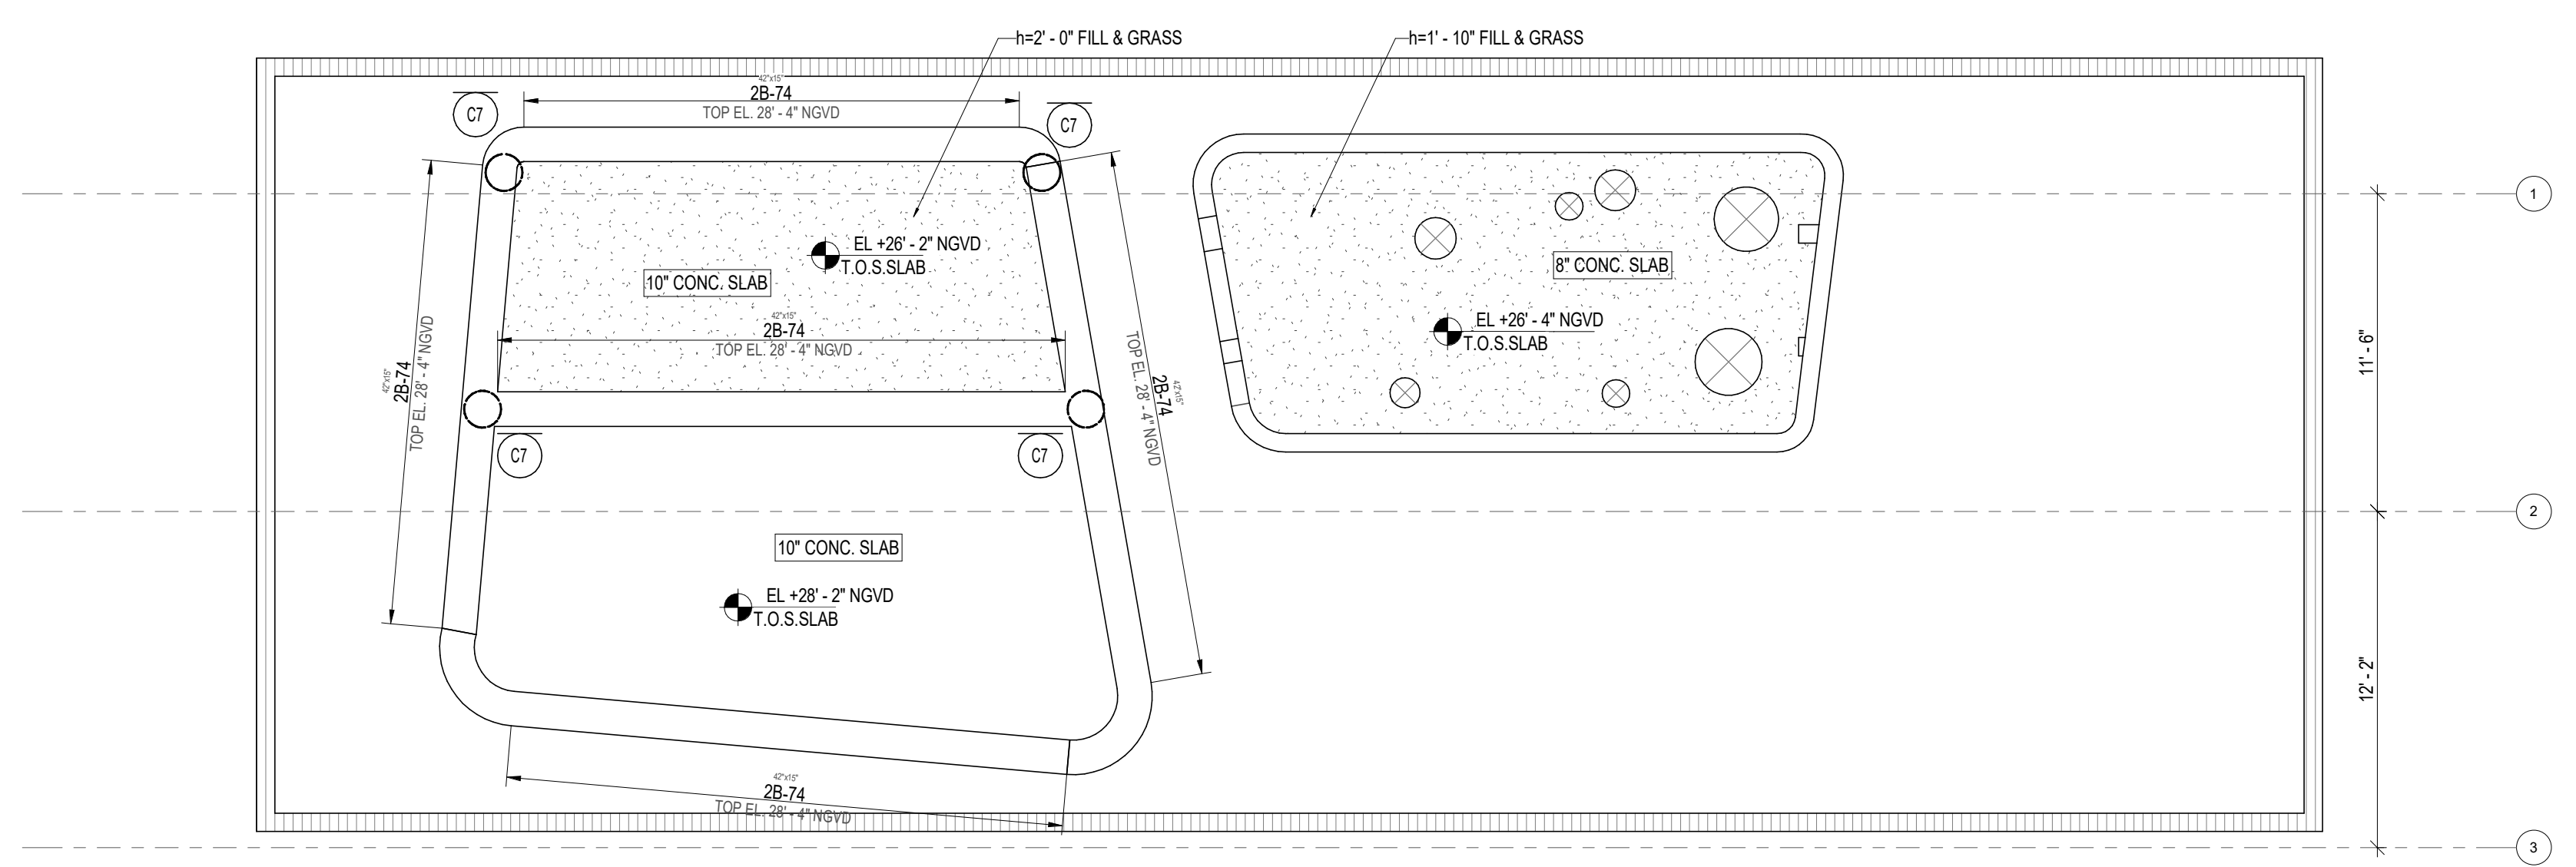 h=2' - 0" FILL & GRASS
h=1' - 10" FILL & GRASS
42"x15"
2B-74
TOP EL. 28' - 4" NGVD
C7
C7
1
EL +26' - 2" NGVD
T.O.S.SLAB
10" CONC. SLAB
8" CONC. SLAB
42"x15"
2B-74
TOP EL. 28' - 4" NGVD
EL +26' - 4" NGVD
T.O.S.SLAB
42"x15"
2B-74
TOP EL. 28' - 4" NGVD
TOP EL. 28' - 4" NGVD
2B-74
42"x15"
11' - 6"
C7
C7
2
10" CONC. SLAB
EL +28' - 2" NGVD
T.O.S.SLAB
12' - 2"
42"x15"
2B-74
TOP EL. 28' - 4" NGVD
3